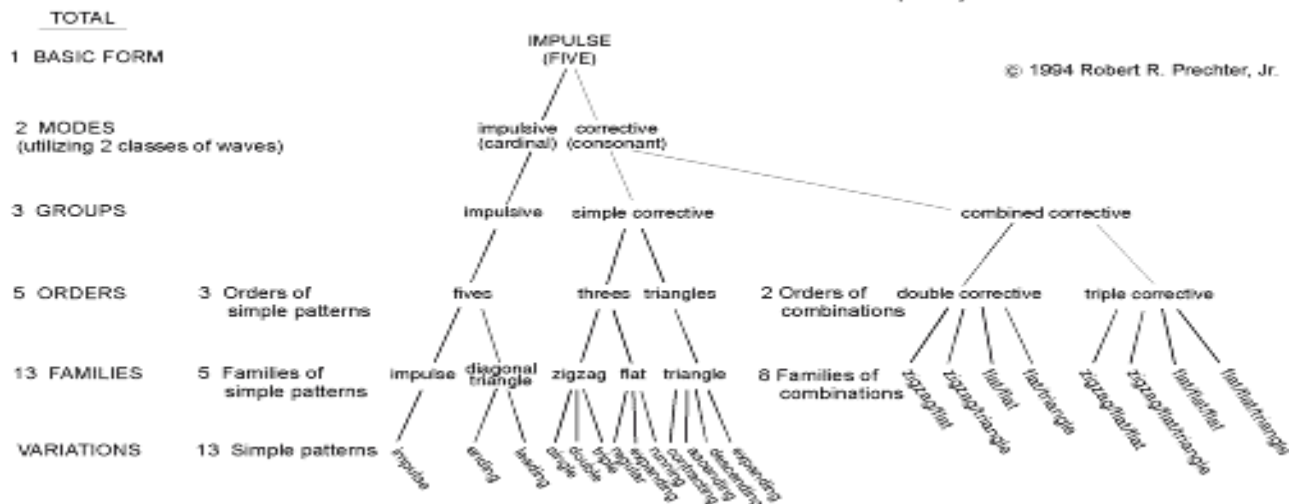 TOTAL
1 BASIC FORM
IMPULSE
(FIVE)
© 1994 Robert R. Prechter, Jr.
2 MODES
(utilizing 2 classes of waves)
impulsive corrective
(cardinal) (consonant)
3 GROUPS
impulsive simple corrective combined corrective
5 ORDERS
3 Orders of
simple patterns
fives threes triangles
2 Orders of
combinations
double corrective triple corrective
13 FAMILIES
5 Families of
simple patterns
impulse
diagonal
triangle
zigzag flat triangle
8 Families of
combinations
zigzag/flat
zigzag/triangle
flat/flat
flat/triangle
zigzag/flat/flat
zigzag/flat/triangle
flat/flat/flat
flat/flat/triangle
VARIATIONS
13 Simple patterns
impulse
ending
leading
single
double
triple
regular
expanding
running
contracting
ascending
descending
expanding